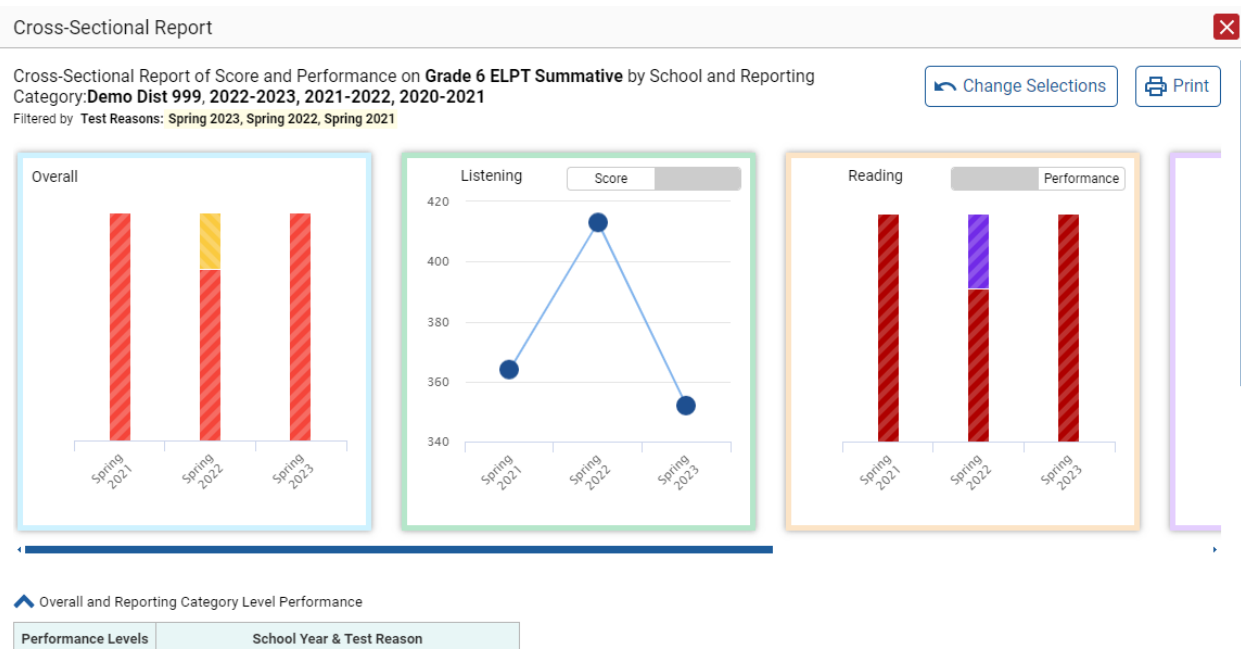 Cross-Sectional Report
Cross-Sectional Report of Score and Performance on Grade 6 ELPT Summative by School and Reporting
Category:Demo Dist 999, 2022-2023, 2021-2022, 2020-2021
Filtered by Test Reasons: Spring 2023, Spring 2022, Spring 2021
Change Selections
Print
Overall
Spring
2021
Spring
2022
Spring
2023
Listening
Score
420
400
380
360
340
Spring
2021
Spring
2022
Spring
2023
Reading
Performance
Spring
2021
Spring
2022
Spring
2023
Overall and Reporting Category Level Performance
Performance Levels
School Year & Test Reason